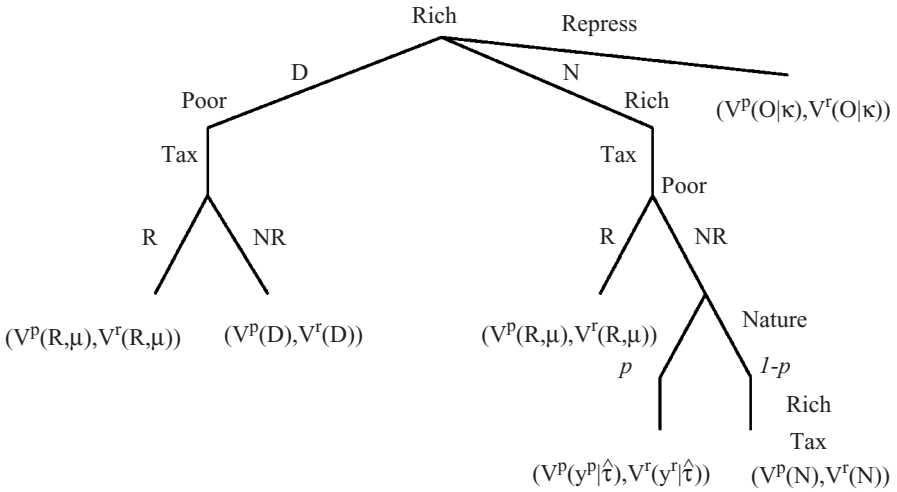 Rich
Repress
D
N
Poor
Rich
(V^p(O|κ),V^r(O|κ))
Tax
Tax
Poor
R
NR
R
NR
(V^p(R,μ),V^r(R,μ))
(V^p(D),V^r(D))
(V^p(R,μ),V^r(R,μ))
Nature
p
1-p
Rich
Tax
(V^p(y^p|τ̂),V^r(y^r|τ̂))
(V^p(N),V^r(N))